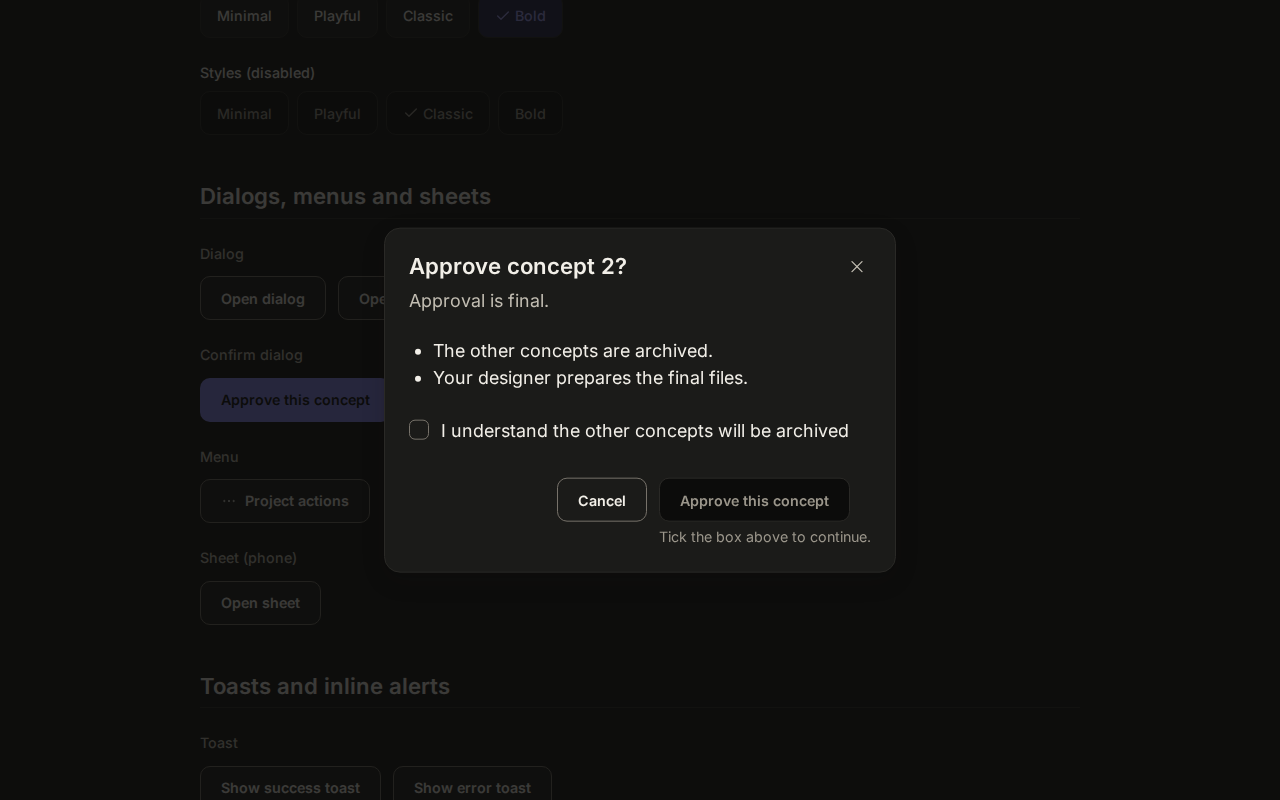 Minimal Playful Classic Bold
Styles (disabled)
Minimal Playful Classic Bold
Dialogs, menus and sheets
Dialog
Open dialog Ope
Confirm dialog
Approve this concept
Menu
Project actions
Sheet (phone)
Open sheet
Approve concept 2?
Approval is final.
The other concepts are archived.
Your designer prepares the final files.
I understand the other concepts will be archived
Cancel Approve this concept
Tick the box above to continue.
Toasts and inline alerts
Toast
Show success toast Show error toast